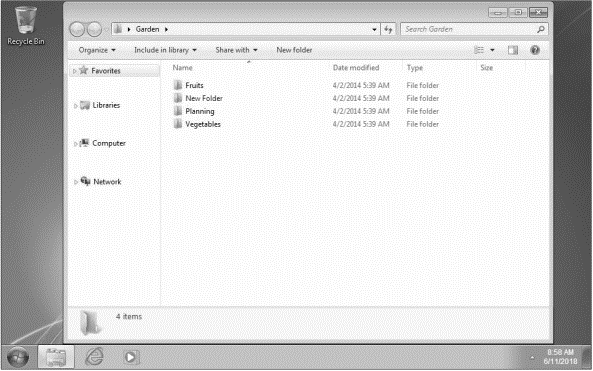 Recycle Bin
Garden
Search Garden
Organize Include in library Share with New folder
Name Date modified Type Size
Favorites
Libraries
Computer
Network
Fruits 4/2/2014 5:39 AM File folder
New Folder 4/2/2014 5:39 AM File folder
Planning 4/2/2014 5:39 AM File folder
Vegetables 4/2/2014 5:39 AM File folder
4 items
8:58 AM
6/11/2018